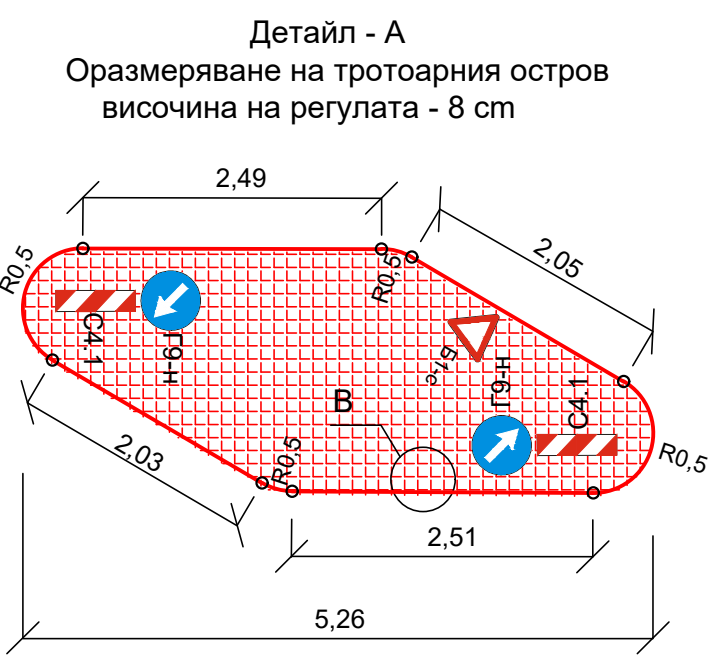 Детайл - А
Оразмеряване на тротоарния остров
височина на регулата - 8 cm
2,49
2,05
R0,5
R0,5
С4.1
Г9-н
Б1-с
Г9-н
С4.1
В
R0,5
R0,5
2,03
2,51
5,26